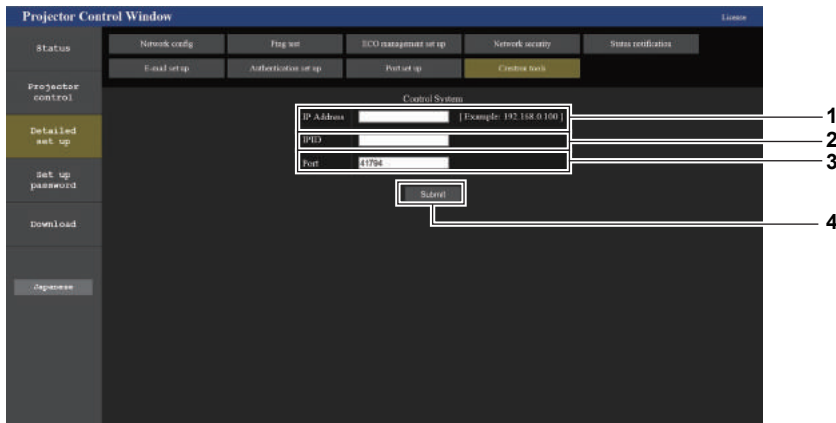 Projector Control Window
Licence
Status
Projector
control
Detailed
set up
Set up
password
Download
Japanese
Network config
Ping test
ECO management set up
Network security
Status notification
E-mail set up
Authentication set up
Port set up
Crestron tools
Control System
IP Address
[ Example: 192.168.0.100 ]
IPID
Port
41794
Submit
1
2
3
4